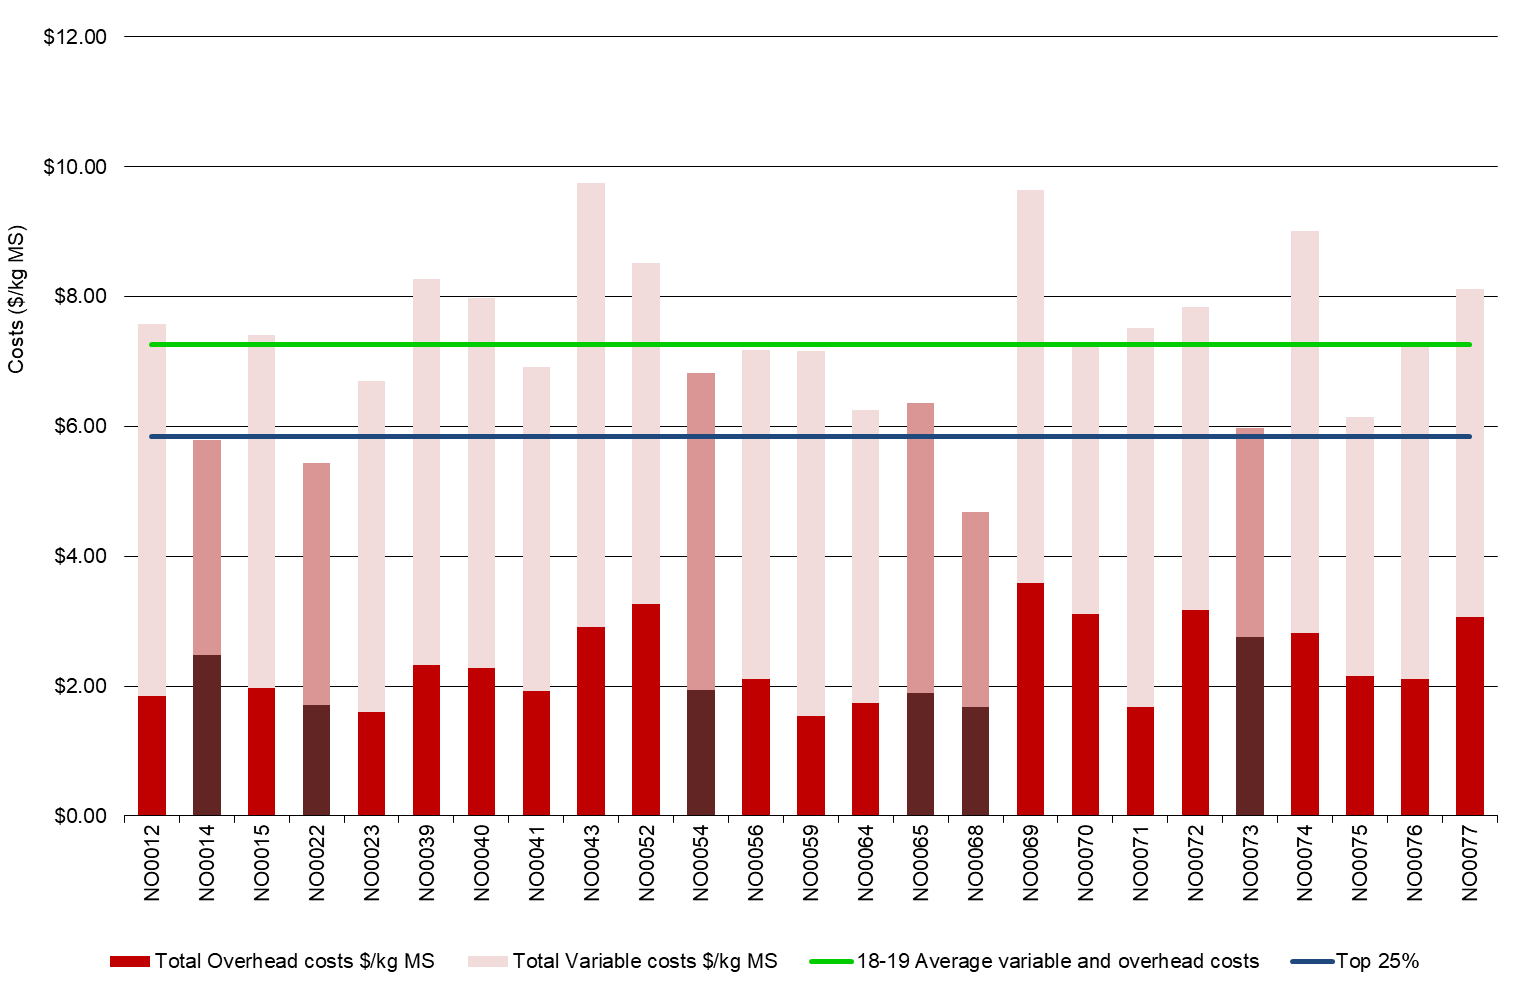 $12.00
$10.00
$8.00
$6.00
$4.00
$2.00
$0.00
Costs ($/kg MS)
NO0012
NO0014
NO0015
NO0022
NO0023
NO0039
NO0040
NO0041
NO0043
NO0052
NO0054
NO0056
NO0059
NO0064
NO0065
NO0068
NO0069
NO0070
NO0071
NO0072
NO0073
NO0074
NO0075
NO0076
NO0077
Total Overhead costs $/kg MS
Total Variable costs $/kg MS
18-19 Average variable and overhead costs
Top 25%